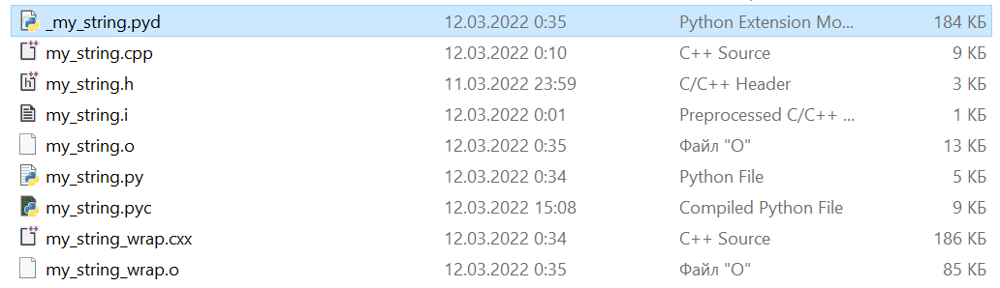 _my_string.pyd 12.03.2022 0:35 Python Extension Mo... 184 КБ
my_string.cpp 12.03.2022 0:10 C++ Source 9 КБ
my_string.h 11.03.2022 23:59 C/C++ Header 3 КБ
my_string.i 12.03.2022 0:01 Preprocessed C/C++ ... 1 КБ
my_string.o 12.03.2022 0:35 Файл "O" 13 КБ
my_string.py 12.03.2022 0:34 Python File 5 КБ
my_string.pyc 12.03.2022 15:08 Compiled Python File 9 КБ
my_string_wrap.cxx 12.03.2022 0:34 C++ Source 186 КБ
my_string_wrap.o 12.03.2022 0:35 Файл "O" 85 КБ